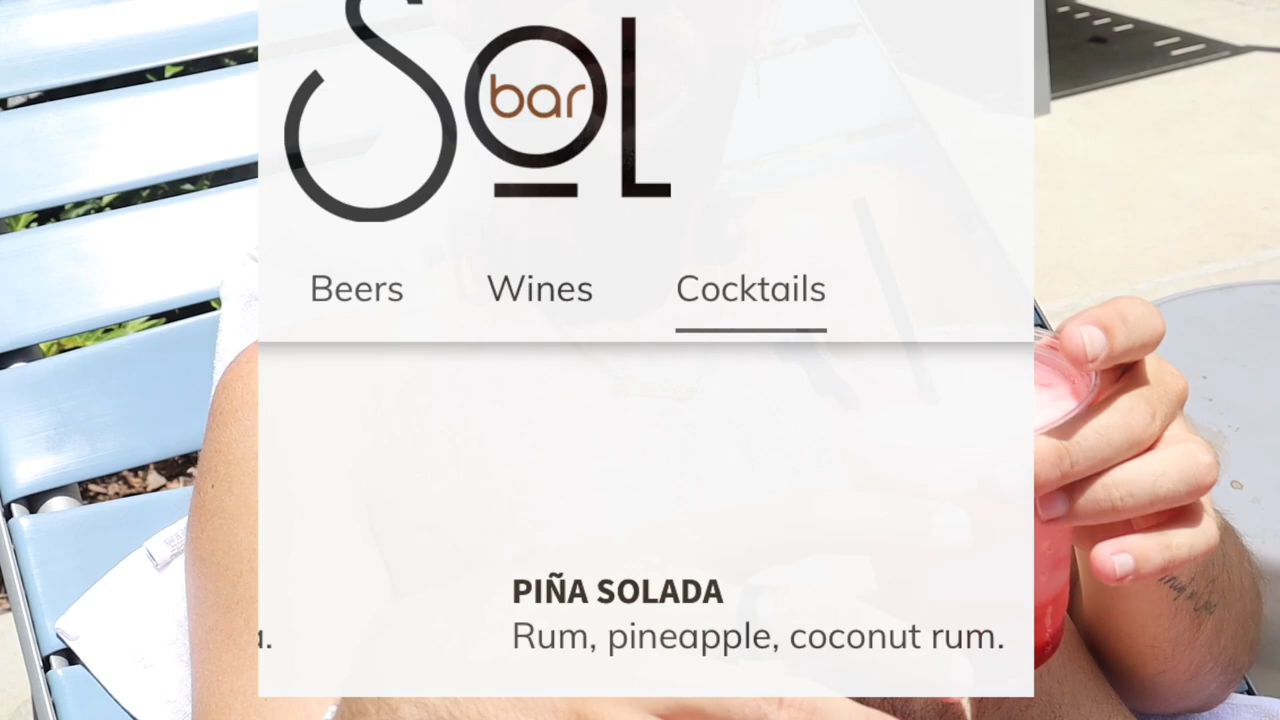 SOL
bar
Beers Wines Cocktails
PIÑA SOLADA
a. Rum, pineapple, coconut rum.